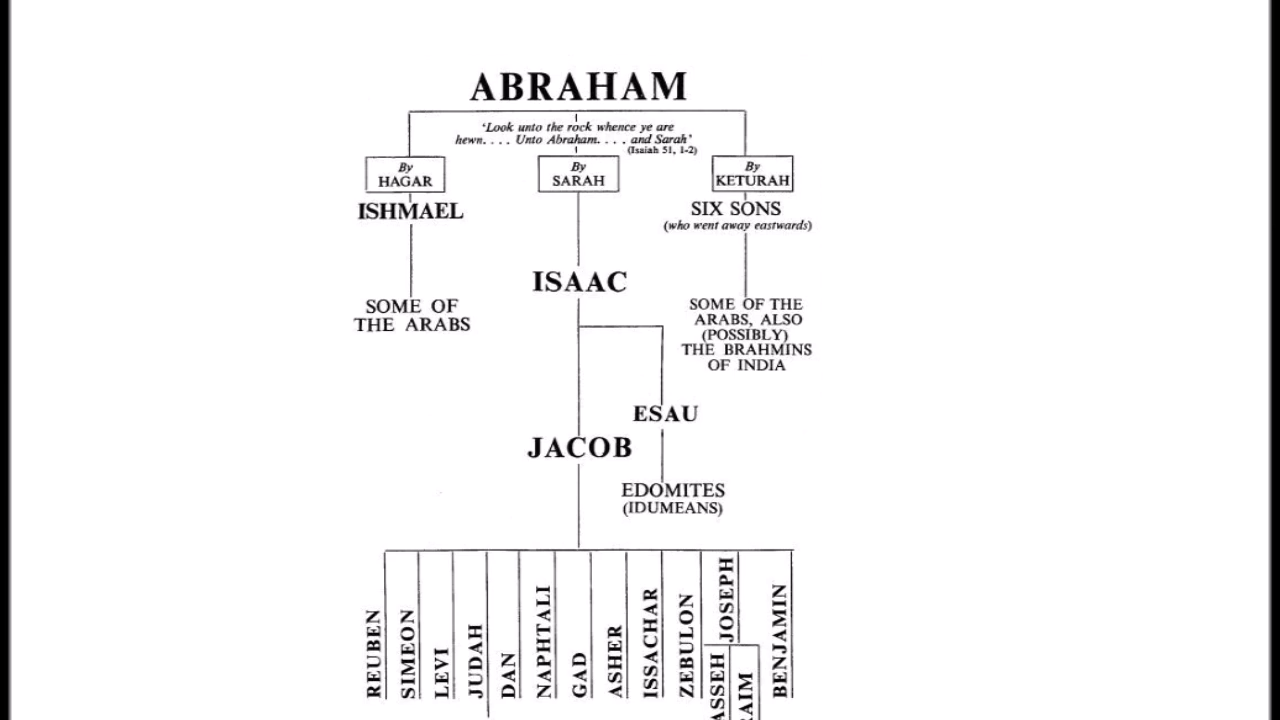 ABRAHAM
'Look unto the rock whence ye are
hewn. . . . Unto Abraham. . . . and Sarah'
(Isaiah 51, 1-2)
By
HAGAR
By
SARAH
By
KETURAH
ISHMAEL
SIX SONS
(who went away eastwards)
ISAAC
SOME OF
THE ARABS
SOME OF THE
ARABS, ALSO
(POSSIBLY)
THE BRAHMINS
OF INDIA
ESAU
JACOB
EDOMITES
(IDUMEANS)
REUBEN
SIMEON
LEVI
JUDAH
DAN
NAPHTALI
GAD
ASHER
ISSACHAR
ZEBULON
JOSEPH
ASSEH
RAIM
BENJAMIN